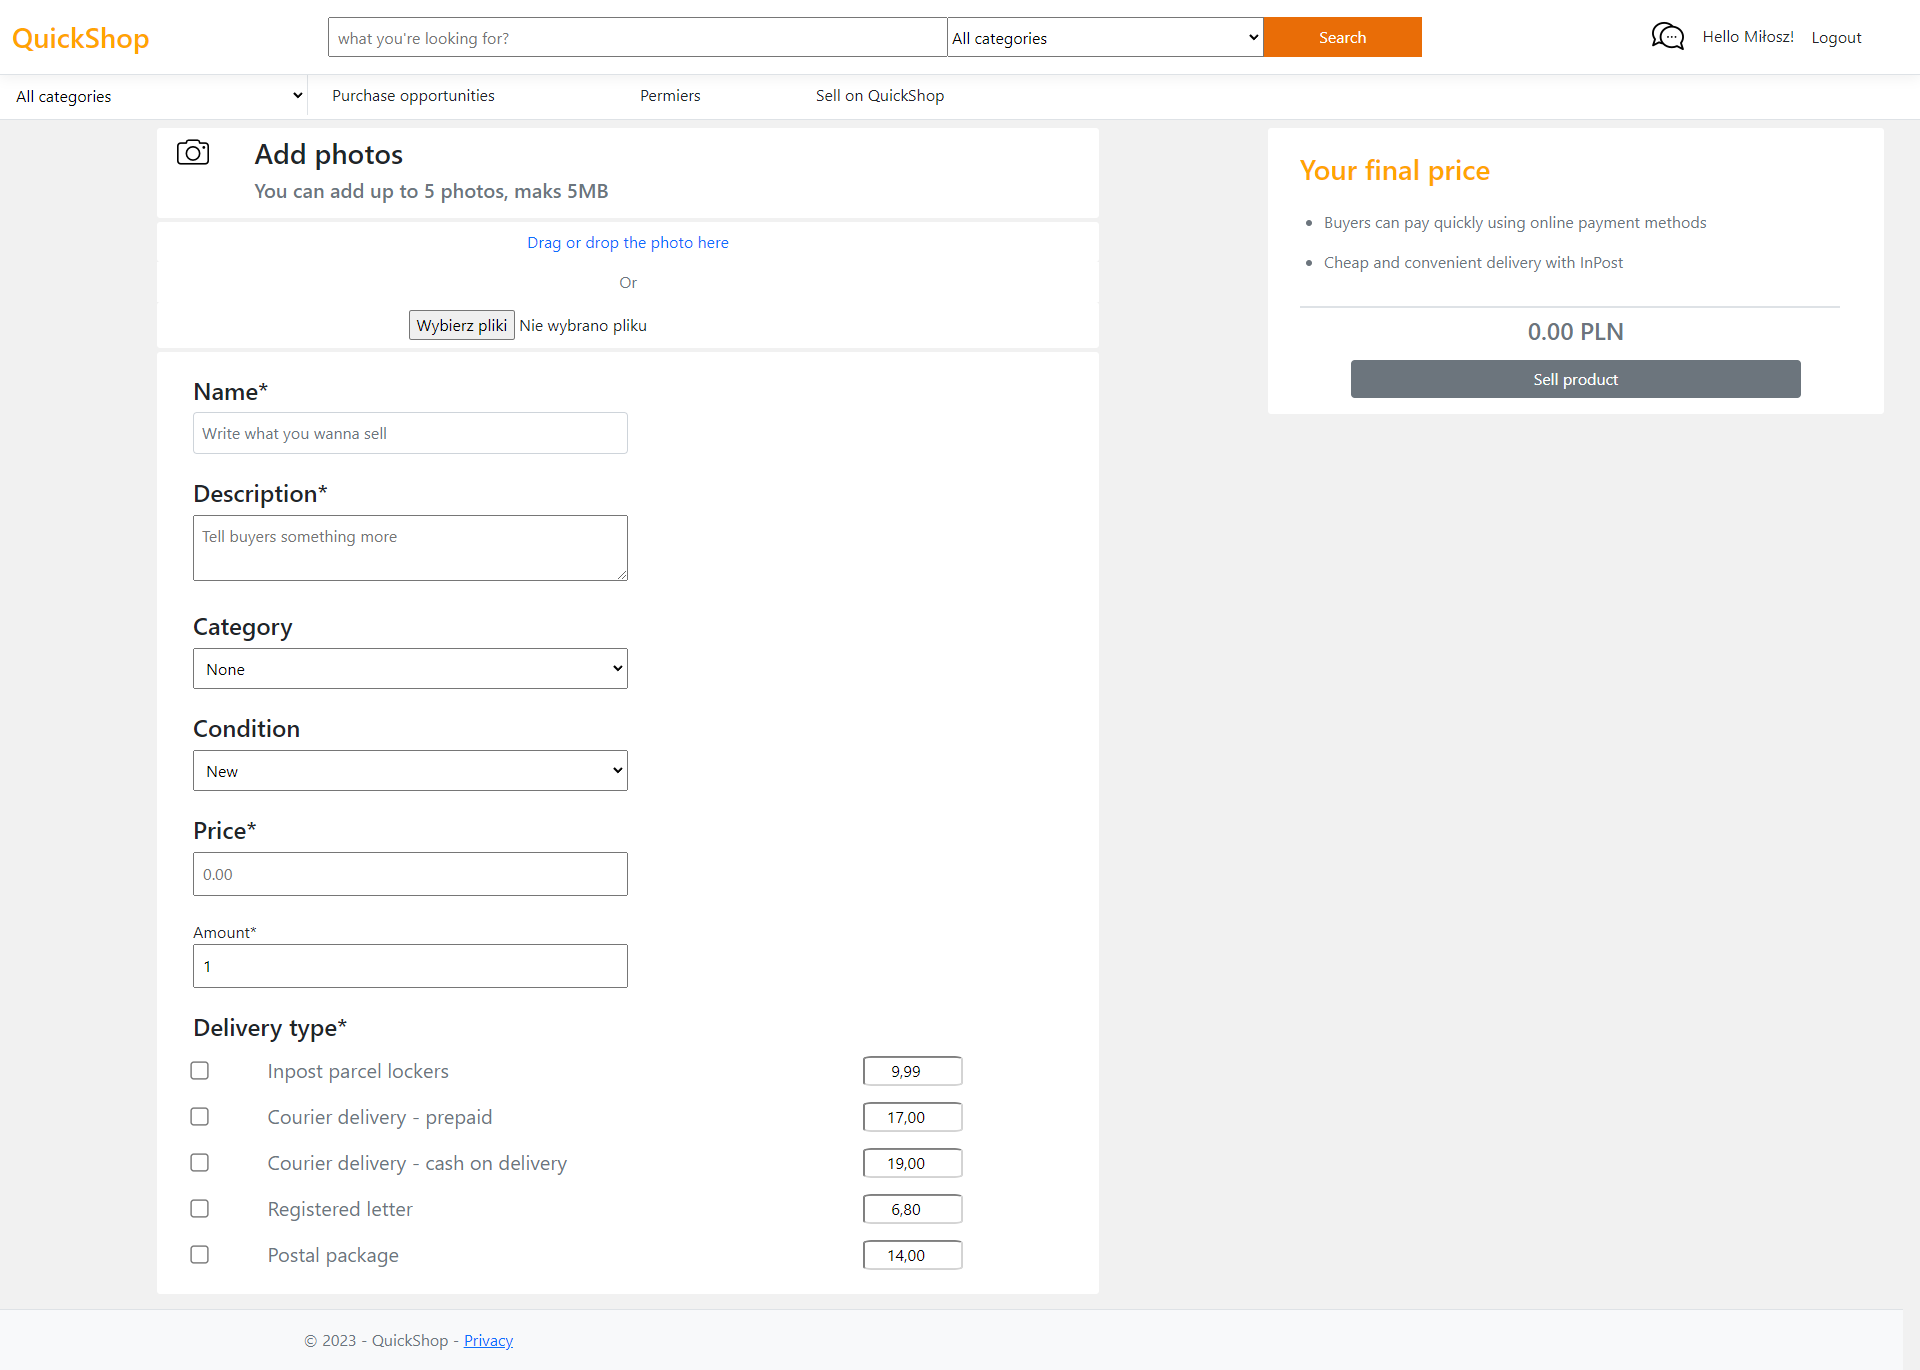 QuickShop
what you're looking for?
All categories
Search
Hello Miłosz!
Logout
All categories
Purchase opportunities
Permiers
Sell on QuickShop
Add photos
You can add up to 5 photos, maks 5MB
Drag or drop the photo here
Or
Wybierz pliki Nie wybrano pliku
Name*
Write what you wanna sell
Description*
Tell buyers something more
Category
None
Condition
New
Price*
0.00
Amount*
1
Delivery type*
Inpost parcel lockers 9,99
Courier delivery - prepaid 17,00
Courier delivery - cash on delivery 19,00
Registered letter 6,80
Postal package 14,00
Your final price
Buyers can pay quickly using online payment methods
Cheap and convenient delivery with InPost
0.00 PLN
Sell product
© 2023 - QuickShop - Privacy